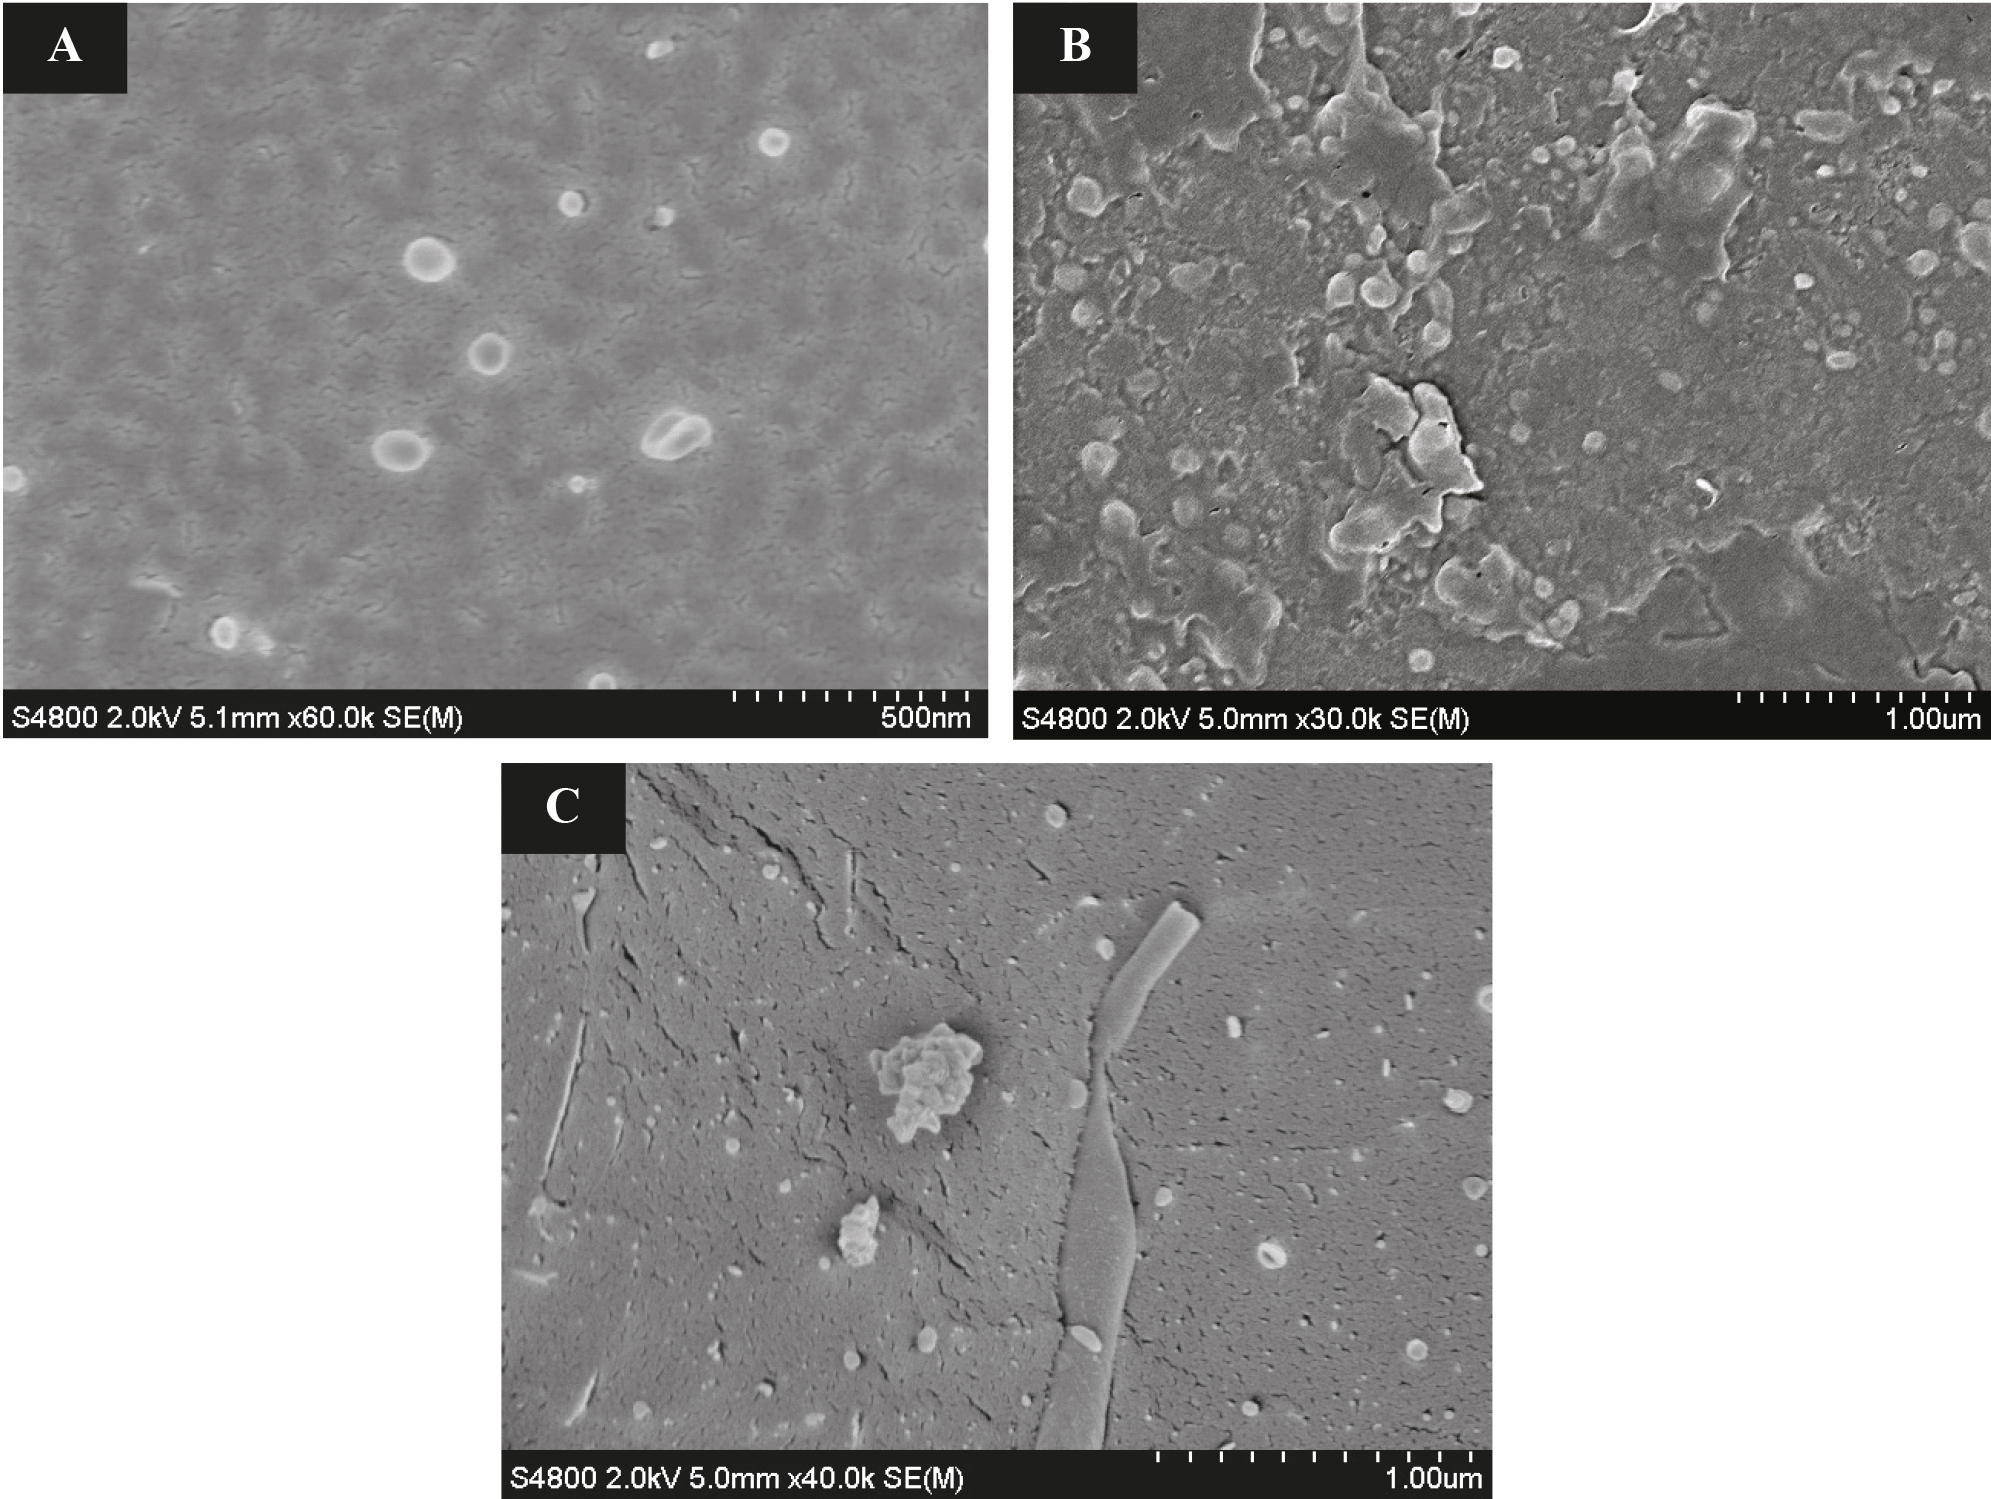 A
B
S4800 2.0kV 5.1mm x60.0k SE(M) 500nm
S4800 2.0kV 5.0mm x30.0k SE(M) 1.00um
C
S4800 2.0kV 5.0mm x40.0k SE(M) 1.00um